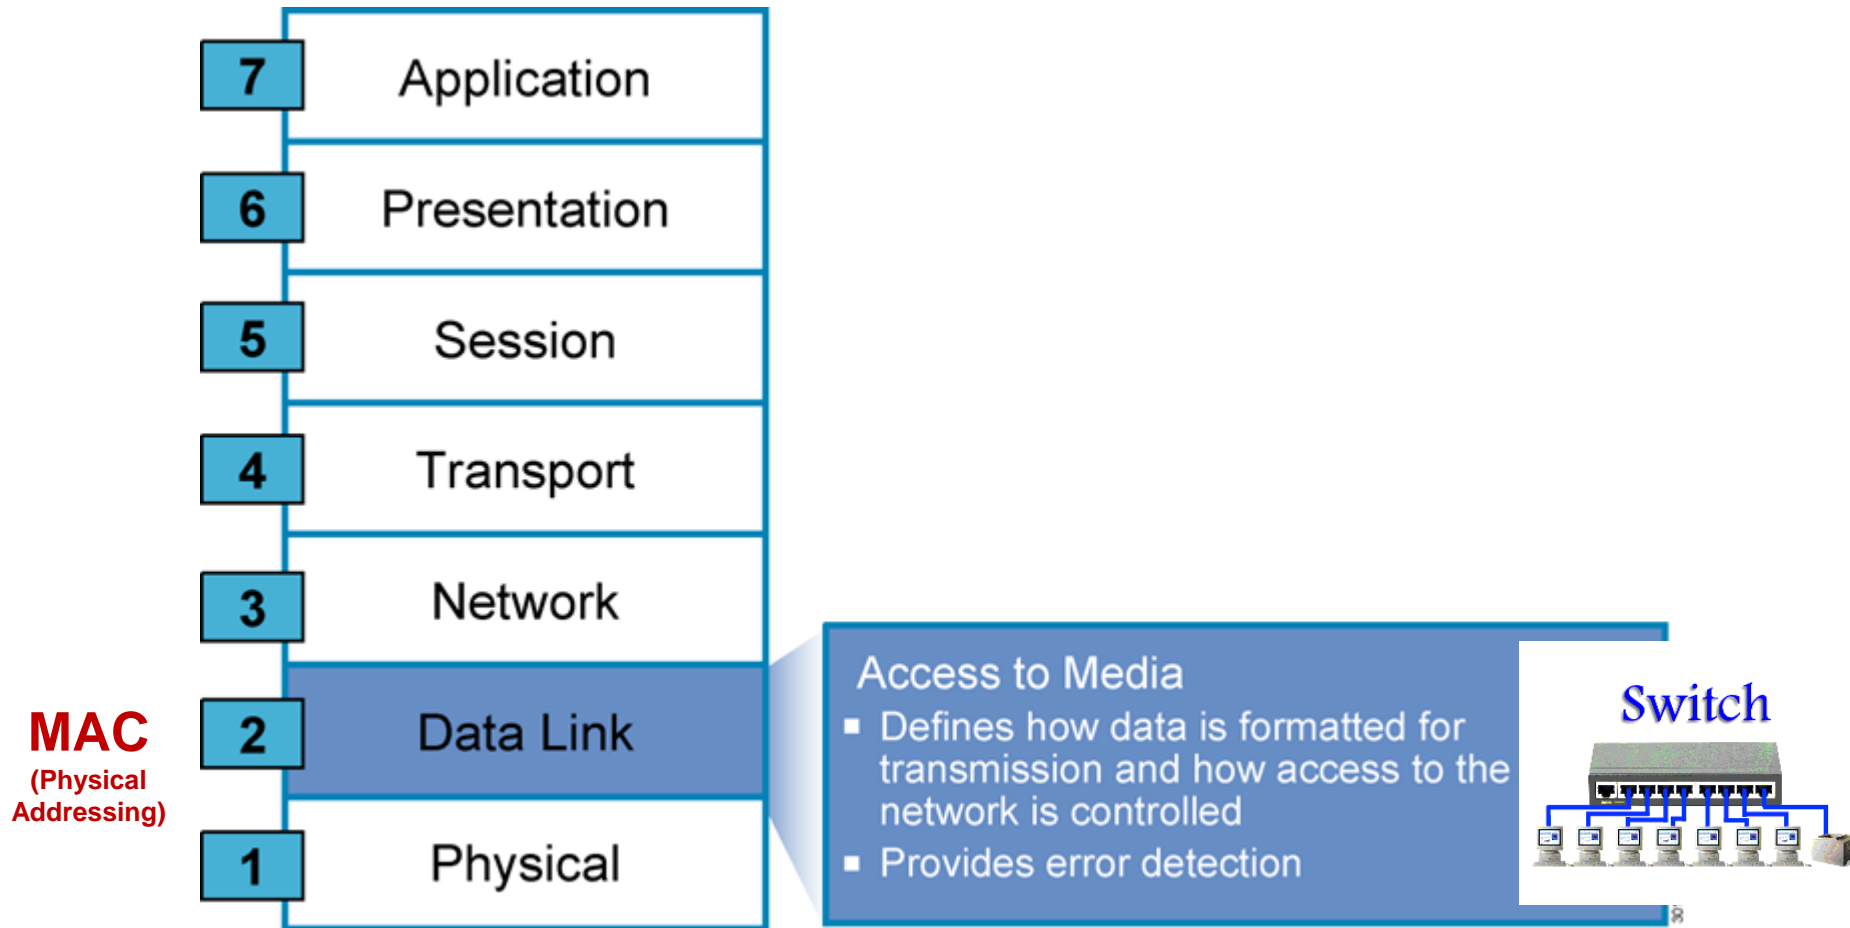 7
Application
6
Presentation
5
Session
4
Transport
3
Network
MAC
(Physical
Addressing)
2
Data Link
1
Physical
Access to Media
▪ Defines how data is formatted for
transmission and how access to the
network is controlled
▪ Provides error detection
Switch